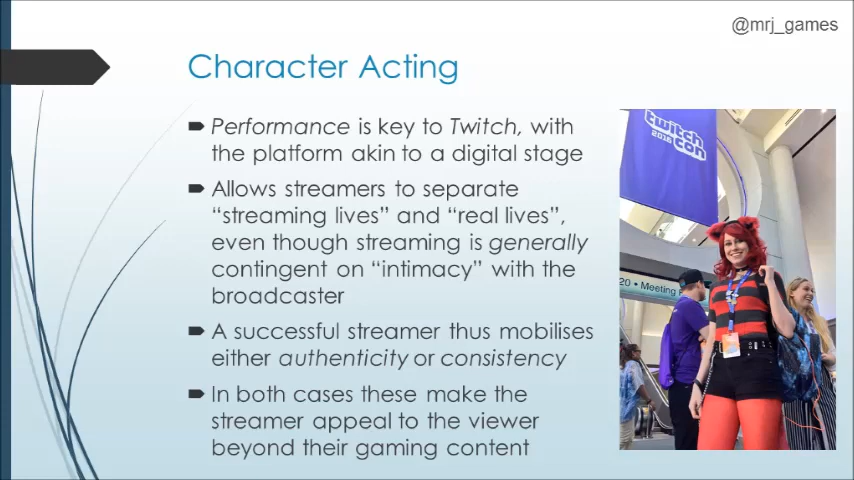 @mrj_games
Character Acting
Performance is key to Twitch, with
the platform akin to a digital stage
Allows streamers to separate
“streaming lives” and “real lives”,
even though streaming is generally
contingent on “intimacy” with the
broadcaster
A successful streamer thus mobilises
either authenticity or consistency
In both cases these make the
streamer appeal to the viewer
beyond their gaming content
twitch
2016
con
20 • Meeting